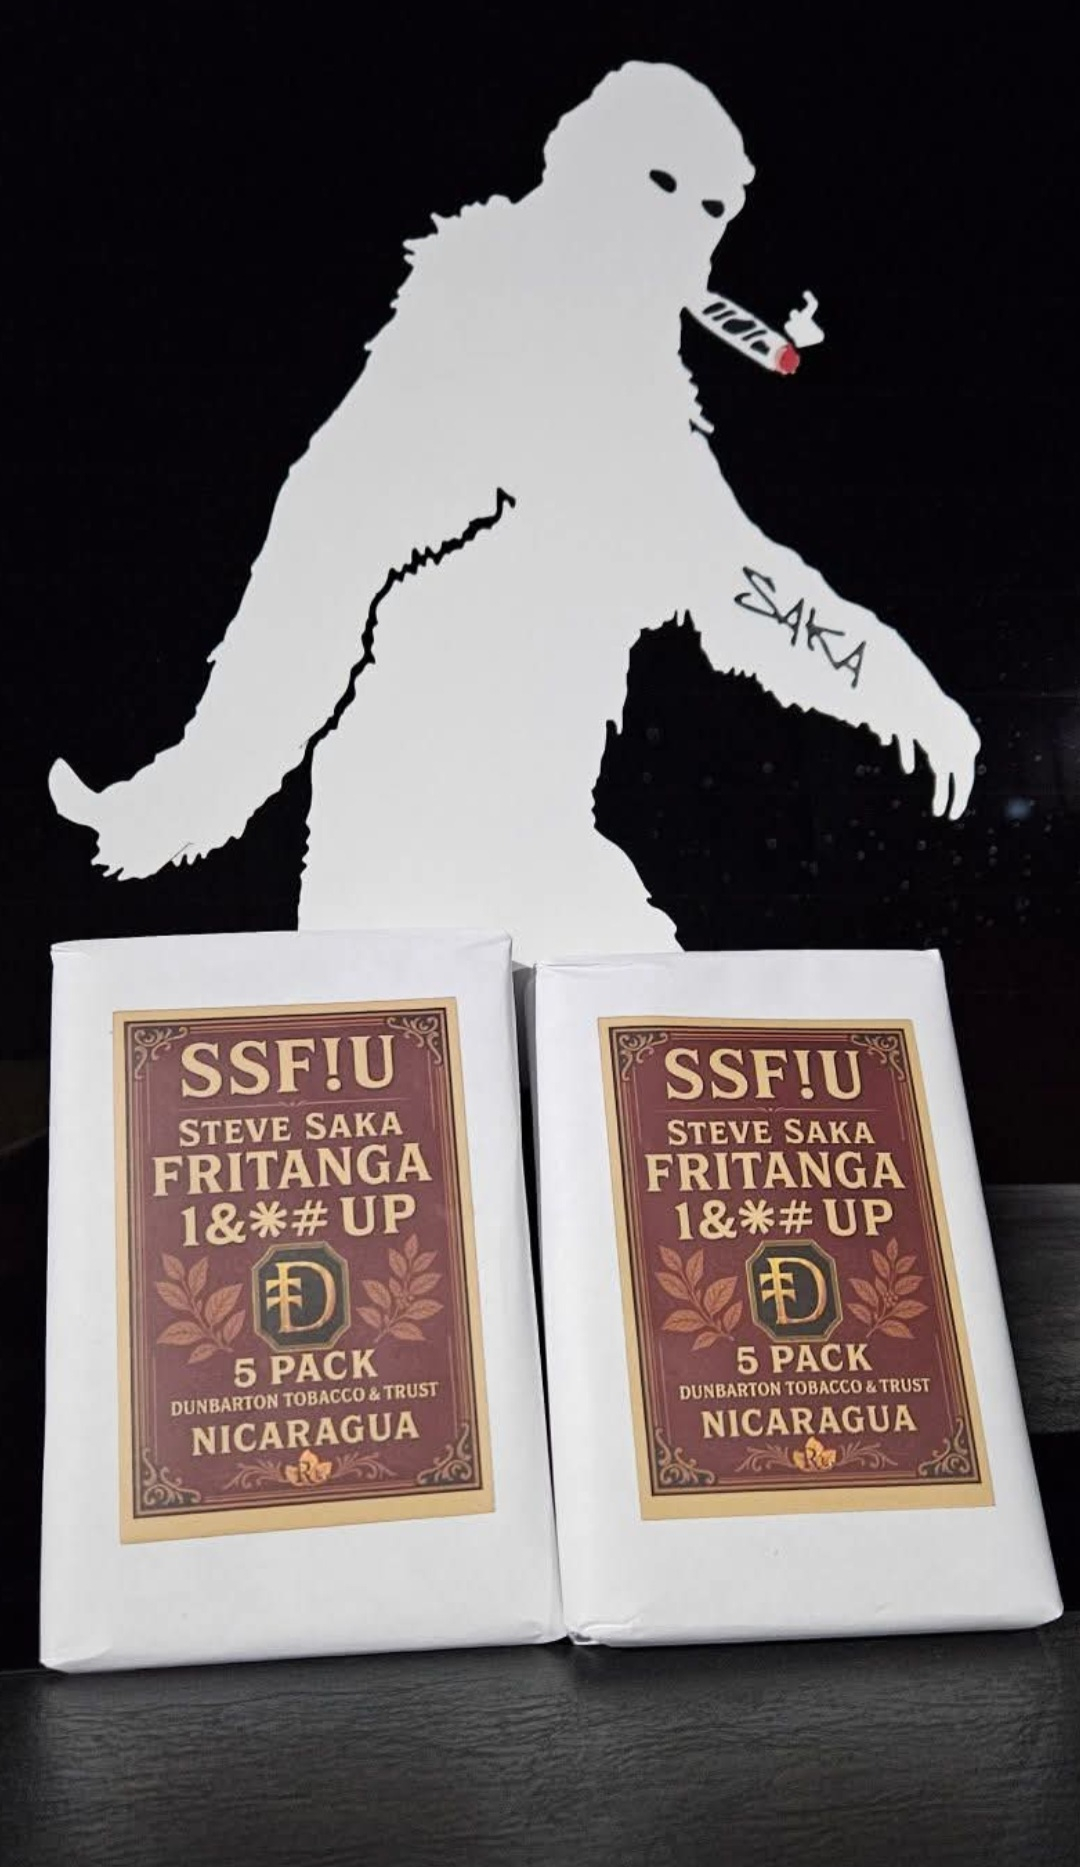 SAKA
SSF!U
STEVE SAKA
FRITANGA
1&*# UP
D
5 PACK
DUNBARTON TOBACCO & TRUST
NICARAGUA
R
SSF!U
STEVE SAKA
FRITANGA
1&*# UP
D
5 PACK
DUNBARTON TOBACCO & TRUST
NICARAGUA
R